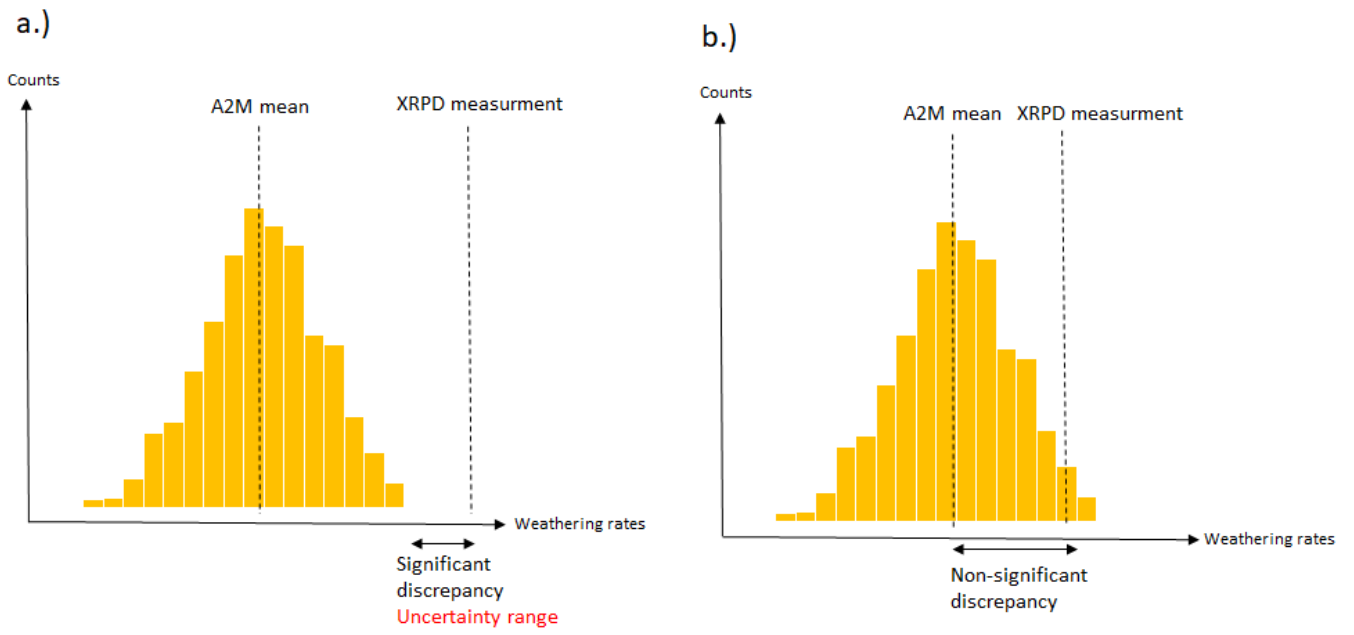 a.)
Counts
A2M mean
XRPD measurment
Weathering rates
Significant
discrepancy
Uncertainty range
b.)
Counts
A2M mean
XRPD measurment
Weathering rates
Non-significant
discrepancy